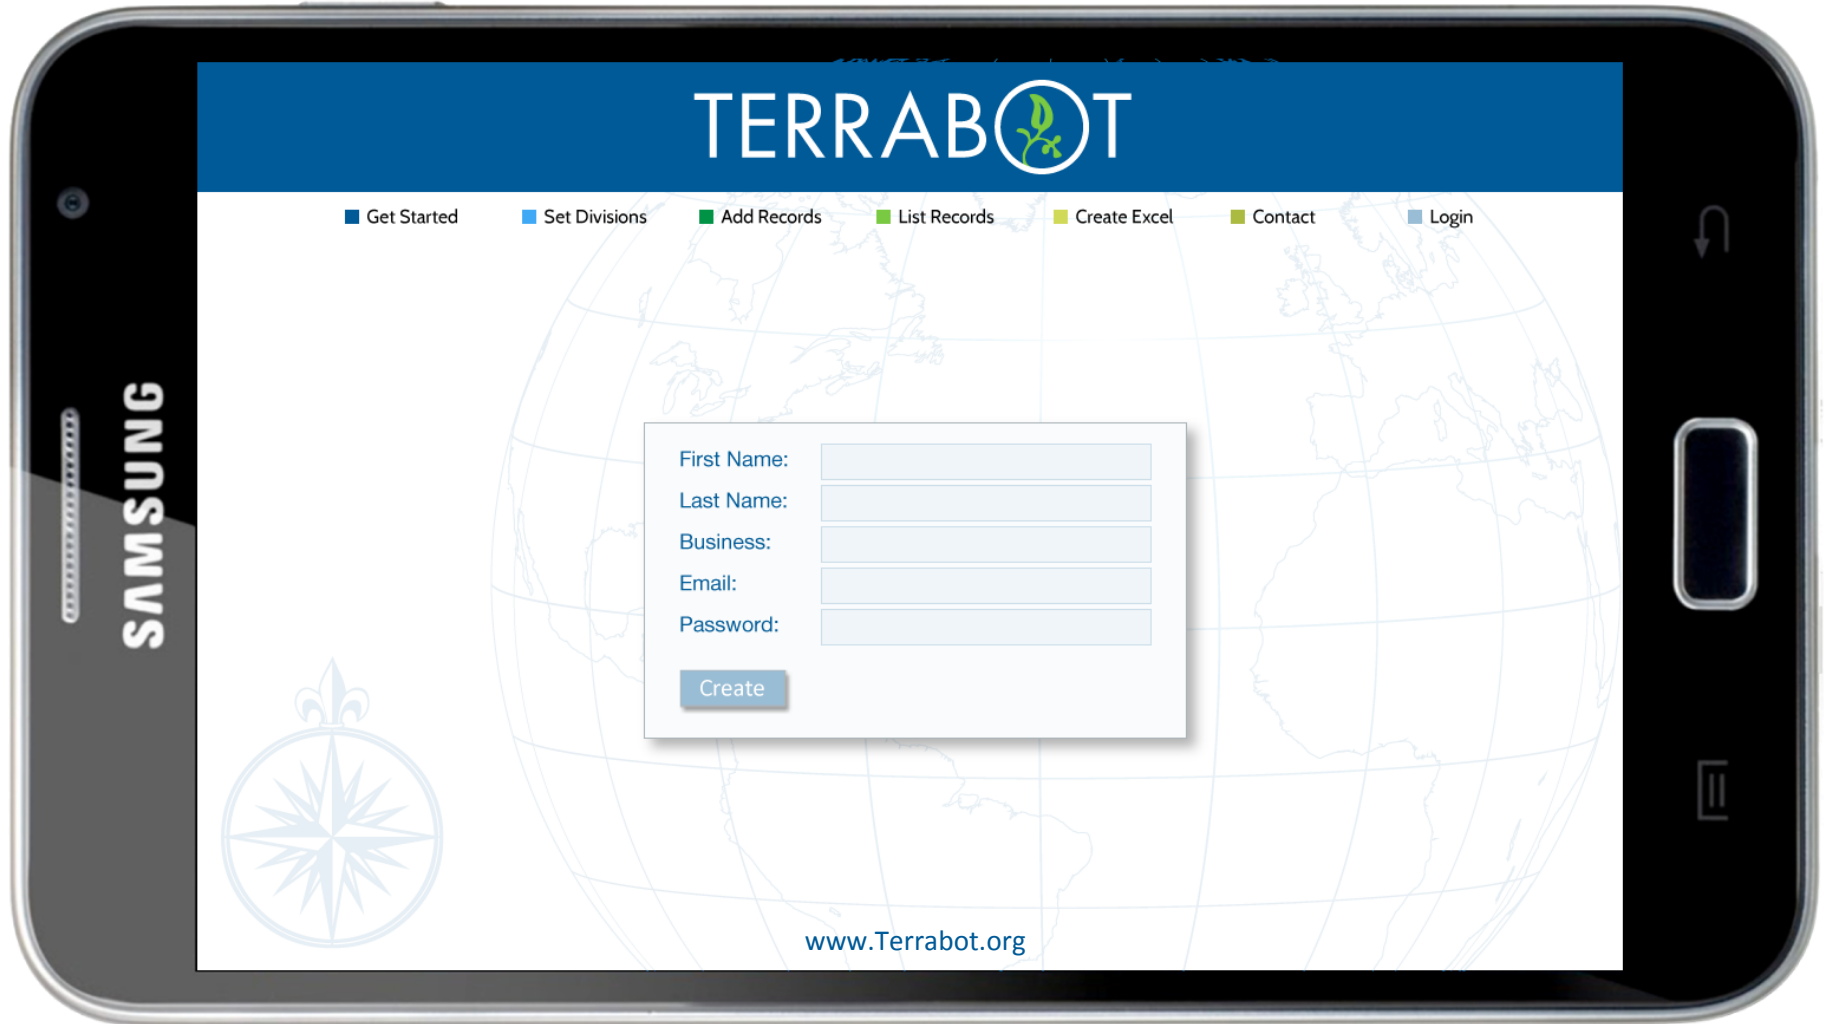 TERRABOT
Get Started
Set Divisions
Add Records
List Records
Create Excel
Contact
Login
SAMSUNG
First Name:
Last Name:
Business:
Email:
Password:
Create
www.Terrabot.org